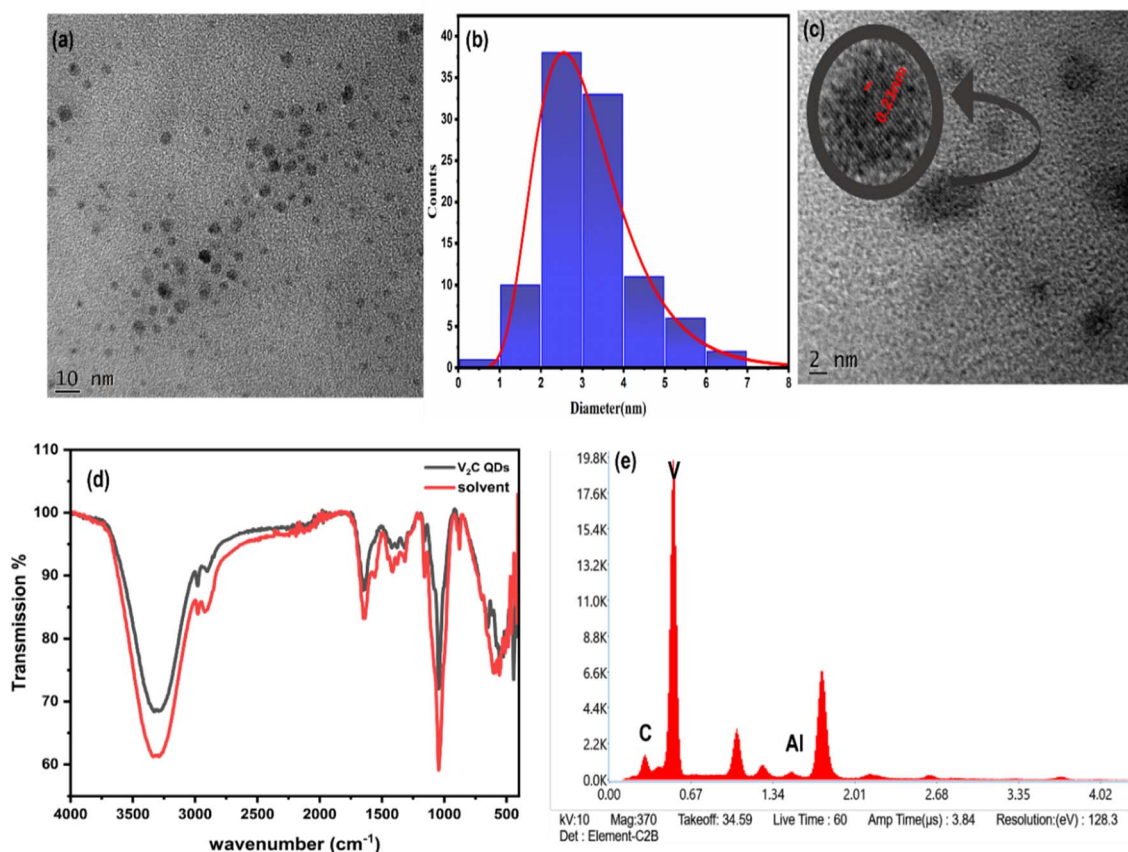 (a)
10 nm
(b)
Counts
40
35
30
25
20
15
10
5
0
0 1 2 3 4 5 6 7 8
Diameter(nm)
(c)
0.23nm
2 nm
(d)
V₂C QDs
solvent
Transmission %
110
100
90
80
70
60
4000 3500 3000 2500 2000 1500 1000 500
wavenumber (cm⁻¹)
(e)
V
C
Al
19.8K
17.6K
15.4K
13.2K
11.0K
8.8K
6.6K
4.4K
2.2K
0.0K
0.00 0.67 1.34 2.01 2.68 3.35 4.02
kV:10 Mag:370 Takeoff: 34.59 Live Time : 60 Amp Time(µs) : 3.84 Resolution:(eV) : 128.3
Det : Element-C2B